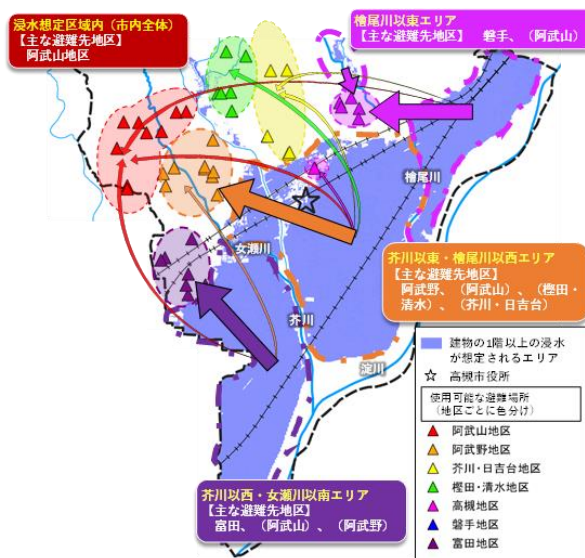 浸水想定区域内（市内全体）
【主な避難先地区】
阿武山地区
檜尾川以東エリア
【主な避難先地区】　磐手、（阿武山）
檜尾川
女瀬川
芥川
淀川
芥川以東・檜尾川以西エリア
【主な避難先地区】
阿武野、（阿武山）、（樫田・
清水）、（芥川・日吉台）
芥川以西・女瀬川以南エリア
【主な避難先地区】
富田、（阿武山）、（阿武野）
建物の1階以上の浸水
が想定されるエリア
高槻市役所
使用可能な避難場所
（地区ごとに色分け）
阿武山地区
阿武野地区
芥川・日吉台地区
樫田・清水地区
高槻地区
磐手地区
富田地区